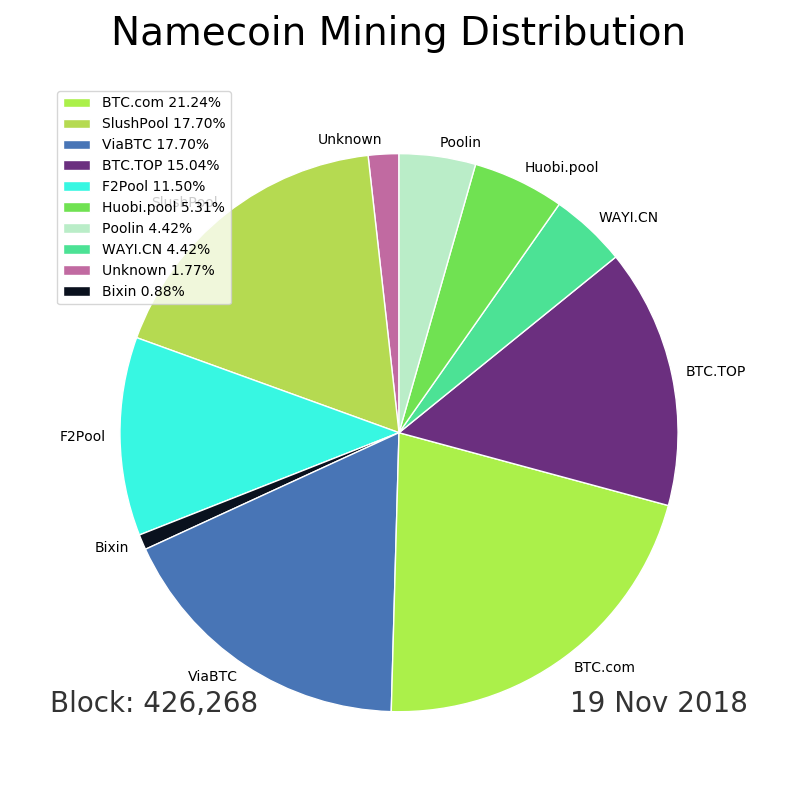 Namecoin Mining Distribution
BTC.com 21.24%
SlushPool 17.70%
ViaBTC 17.70%
BTC.TOP 15.04%
F2Pool 11.50%
Huobi.pool 5.31%
Poolin 4.42%
WAYI.CN 4.42%
Unknown 1.77%
Bixin 0.88%
Unknown
Poolin
Huobi.pool
WAYI.CN
SlushPool
BTC.TOP
F2Pool
Bixin
BTC.com
ViaBTC
Block: 426,268
19 Nov 2018